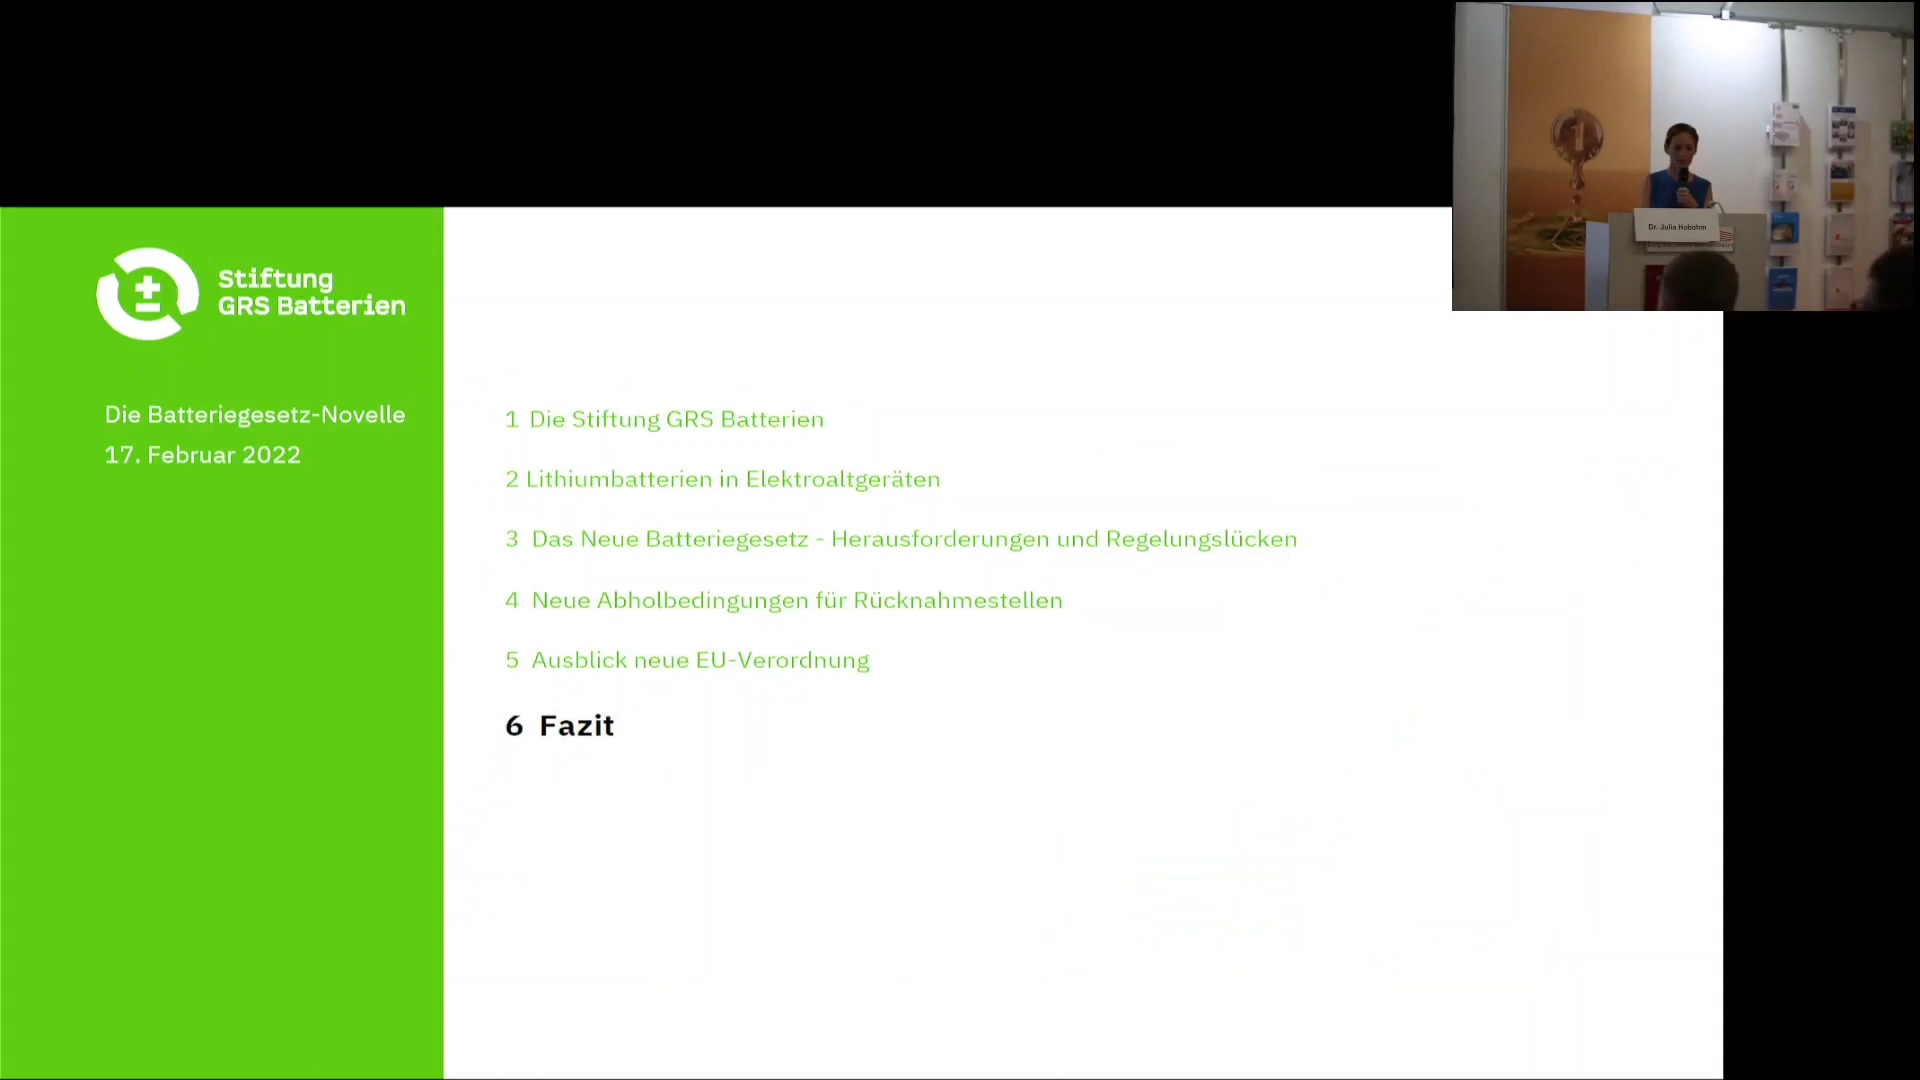 Stiftung
GRS Batterien
Die Batteriegesetz-Novelle
17. Februar 2022
1 Die Stiftung GRS Batterien
2 Lithiumbatterien in Elektroaltgeräten
3 Das Neue Batteriegesetz - Herausforderungen und Regelungslücken
4 Neue Abholbedingungen für Rücknahmestellen
5 Ausblick neue EU-Verordnung
6 Fazit
1
Dr. Julia Hobohm